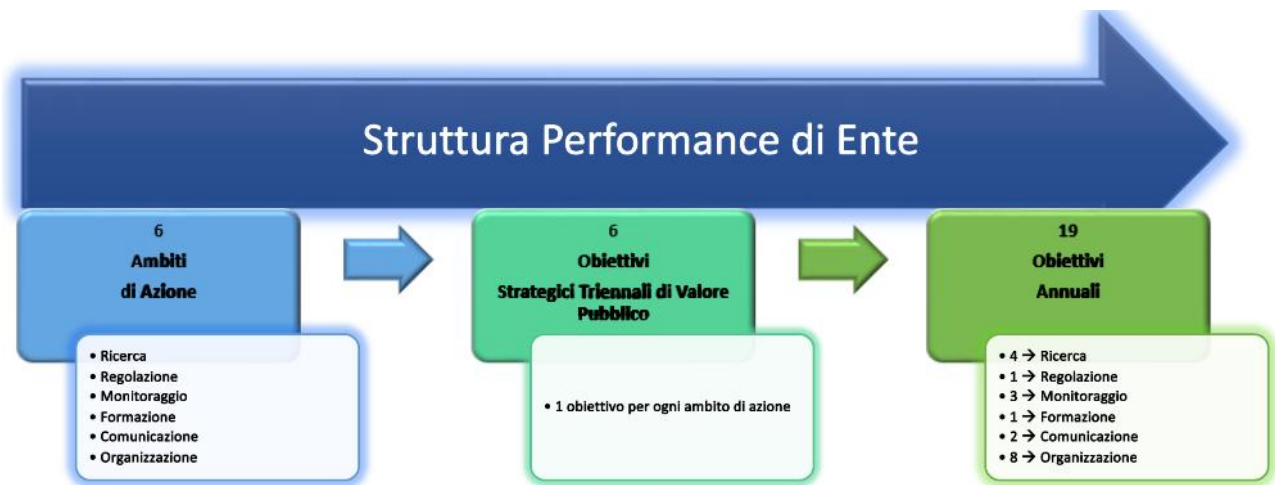 Struttura Performance di Ente
6
Ambiti
di Azione
• Ricerca
• Regolazione
• Monitoraggio
• Formazione
• Comunicazione
• Organizzazione
6
Obiettivi
Strategici Triennali di Valore
Pubblico
• 1 obiettivo per ogni ambito di azione
19
Obiettivi
Annuali
• 4 → Ricerca
• 1 → Regolazione
• 3 → Monitoraggio
• 1 → Formazione
• 2 → Comunicazione
• 8 → Organizzazione